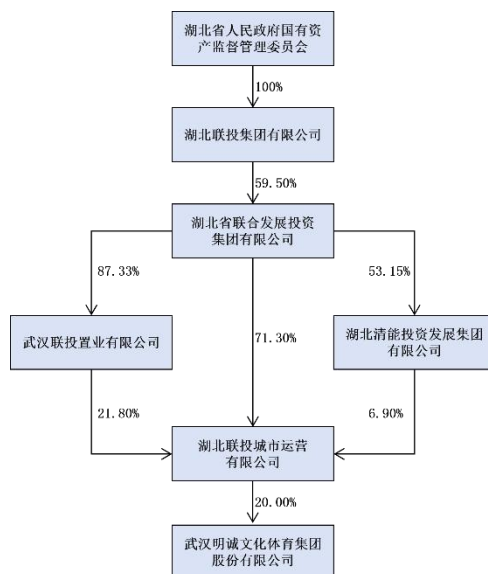 湖北省人民政府国有资
产监督管理委员会
100%
湖北联投集团有限公司
59.50%
湖北省联合发展投资
集团有限公司
87.33%
53.15%
武汉联投置业有限公司
71.30%
湖北清能投资发展集团
有限公司
21.80%
6.90%
湖北联投城市运营
有限公司
20.00%
武汉明诚文化体育集团
股份有限公司